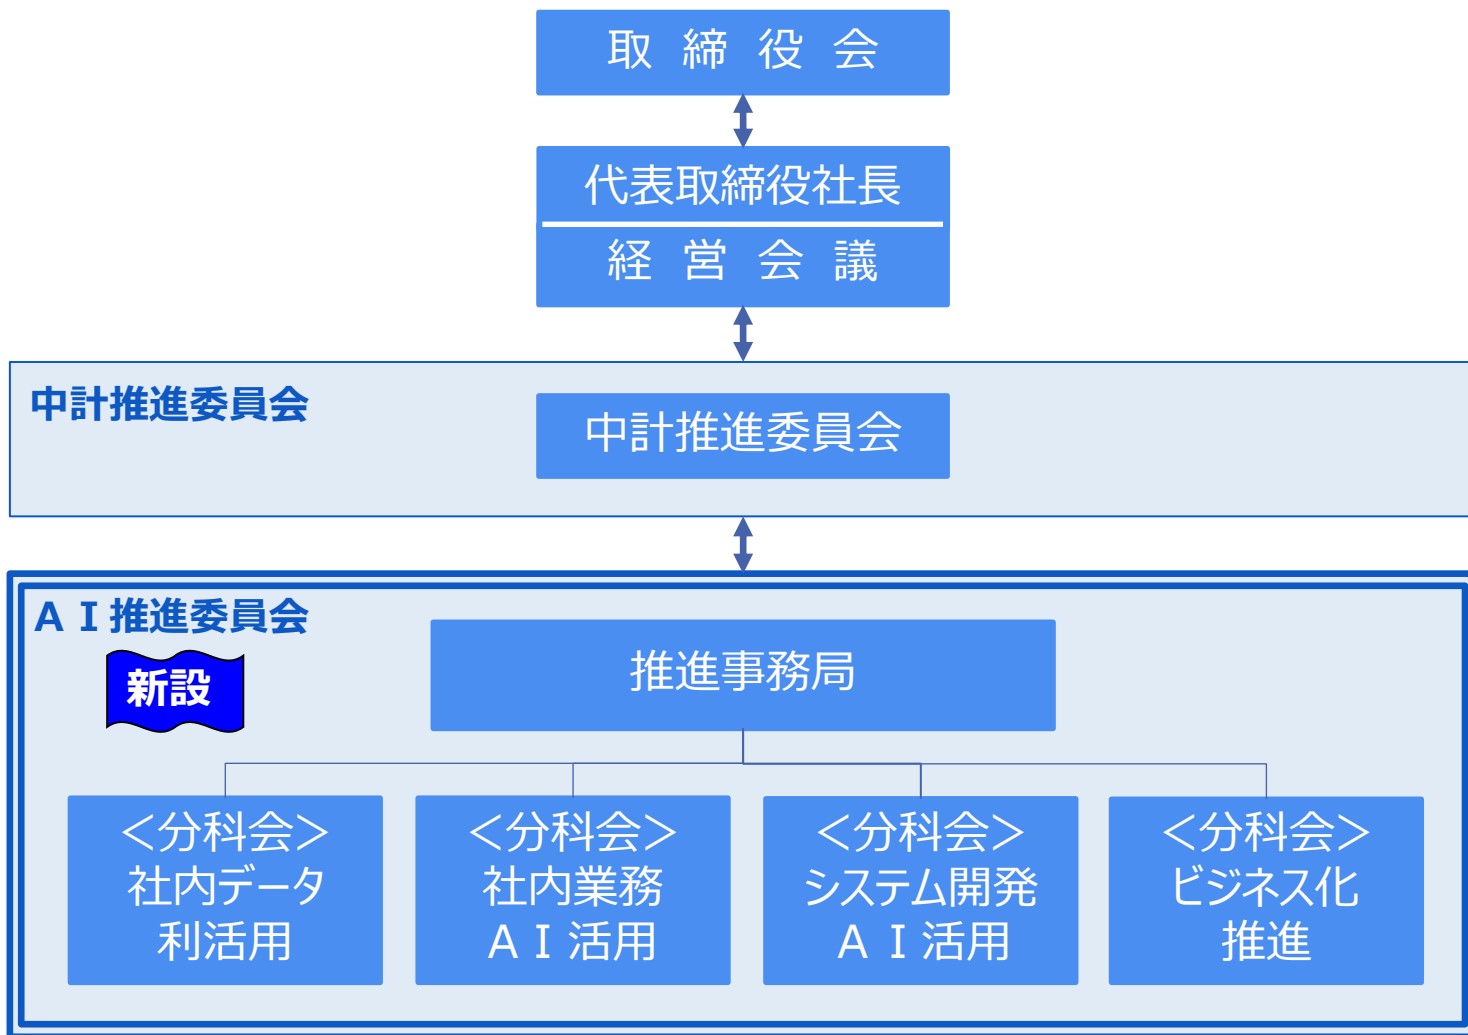 取 締 役 会
代表取締役社長
経 営 会 議
中計推進委員会
中計推進委員会
ＡＩ推進委員会
新設
推進事務局
＜分科会＞
社内データ
利活用
＜分科会＞
社内業務
ＡＩ活用
＜分科会＞
システム開発
ＡＩ活用
＜分科会＞
ビジネス化
推進